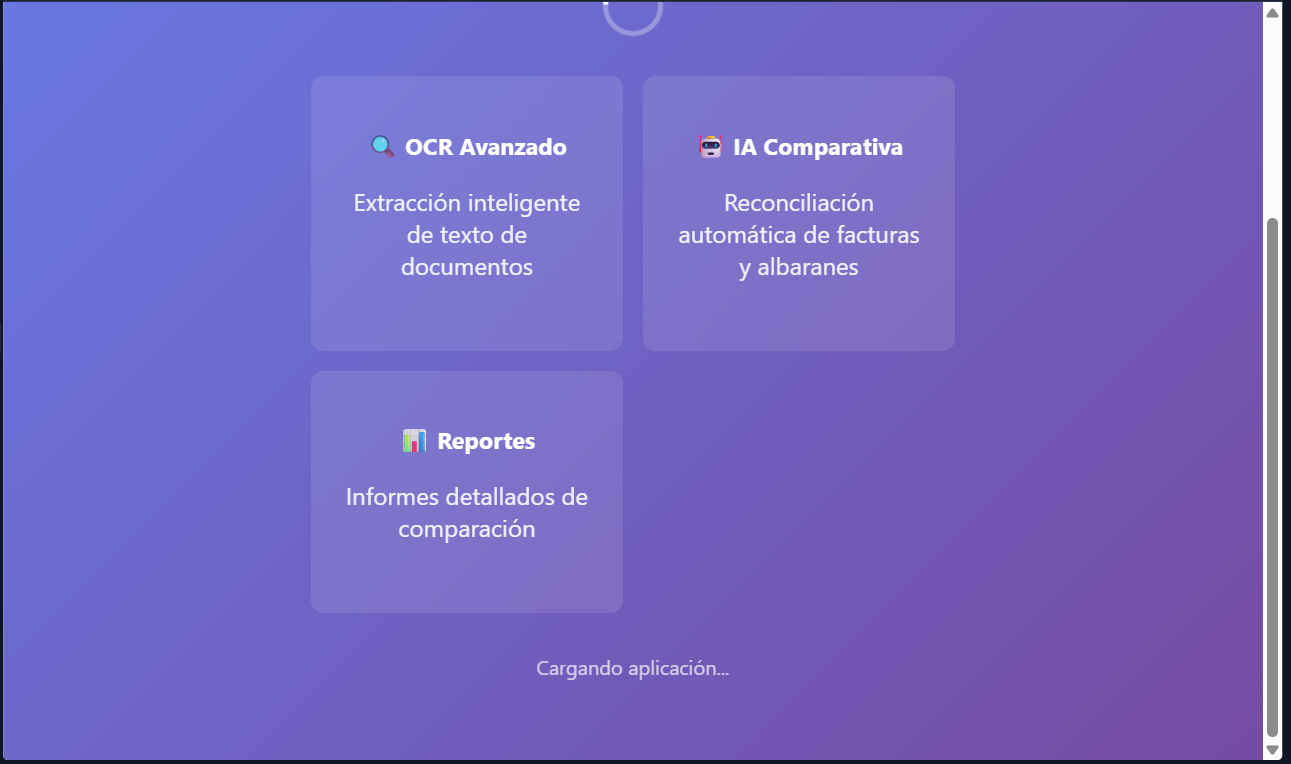 OCR Avanzado
Extracción inteligente
de texto de
documentos
IA Comparativa
Reconciliación
automática de facturas
y albaranes
Reportes
Informes detallados de
comparación
Cargando aplicación...